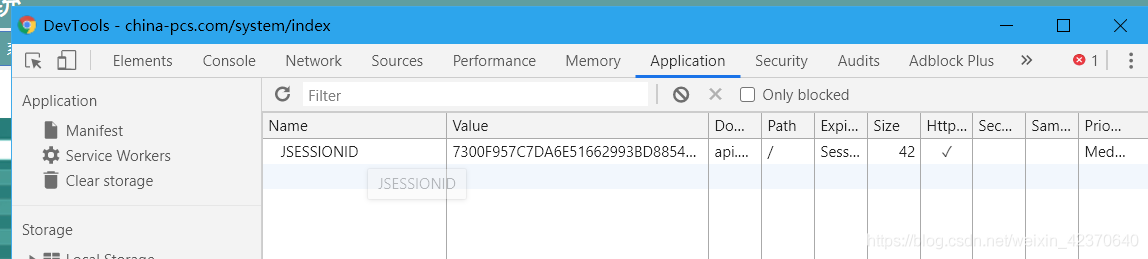 DevTools - china-pcs.com/system/index
Elements Console Network Sources Performance Memory Application Security Audits Adblock Plus » 1
Application
Manifest
Service Workers
Clear storage
Storage
Local Storage
Filter
Only blocked
Name Value Do... Path Expi... Size Http... Sec... Sam... Prio...
JSESSIONID 7300F957C7DA6E51662993BD8854... api.... / Sess... 42 ✓ Med...
JSESSIONID
https://blog.csdn.net/weixin_42370640